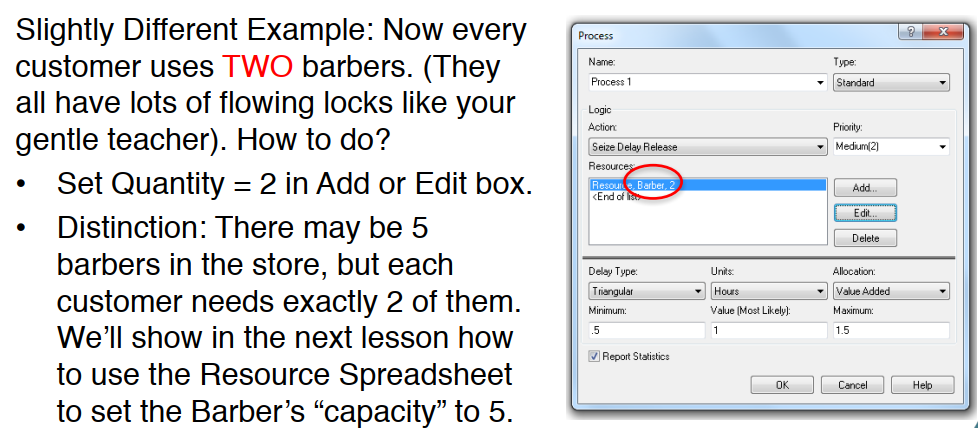 Slightly Different Example: Now every
customer uses TWO barbers. (They
all have lots of flowing locks like your
gentle teacher). How to do?
• Set Quantity = 2 in Add or Edit box.
• Distinction: There may be 5
barbers in the store, but each
customer needs exactly 2 of them.
We'll show in the next lesson how
to use the Resource Spreadsheet
to set the Barber's “capacity” to 5.
Process
Name: Type:
Process 1 Standard
Logic
Action: Priority:
Seize Delay Release Medium(2)
Resources:
Resource, Barber, 2
<End of list>
Add...
Edit...
Delete
Delay Type: Units: Allocation:
Triangular Hours Value Added
Minimum: Value (Most Likely): Maximum:
.5 1 1.5
Report Statistics
OK Cancel Help